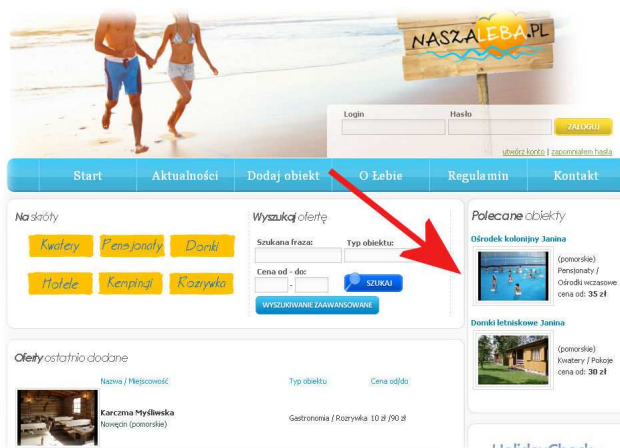 NASZALEBA.PL
Login Hasło
ZALOGUJ
utwórz konto | zapomniałem hasła
Start Aktualności Dodaj obiekt O Łebie Regulamin Kontakt
Na skróty
Kwatery Pensjonaty Domki
Hotele Kempingi Rozrywka
Wyszukaj ofertę
Szukana fraza: Typ obiektu:
Cena od - do:
- SZUKAJ
WYSZUKIWANIE ZAAWANSOWANE
Polecane obiekty
Ośrodek kolonijny Janina
(pomorskie)
Pensjonaty /
Ośrodki wczasowe
cena od: 35 zł
Domki letniskowe Janina
(pomorskie)
Kwatery / Pokoje
cena od: 30 zł
Oferty ostatnio dodane
Nazwa / Miejscowość Typ obiektu Cena od/do
Karczma Myśliwska
Nowęcin (pomorskie)
Gastronomia / Rozrywka 10 zł /90 zł